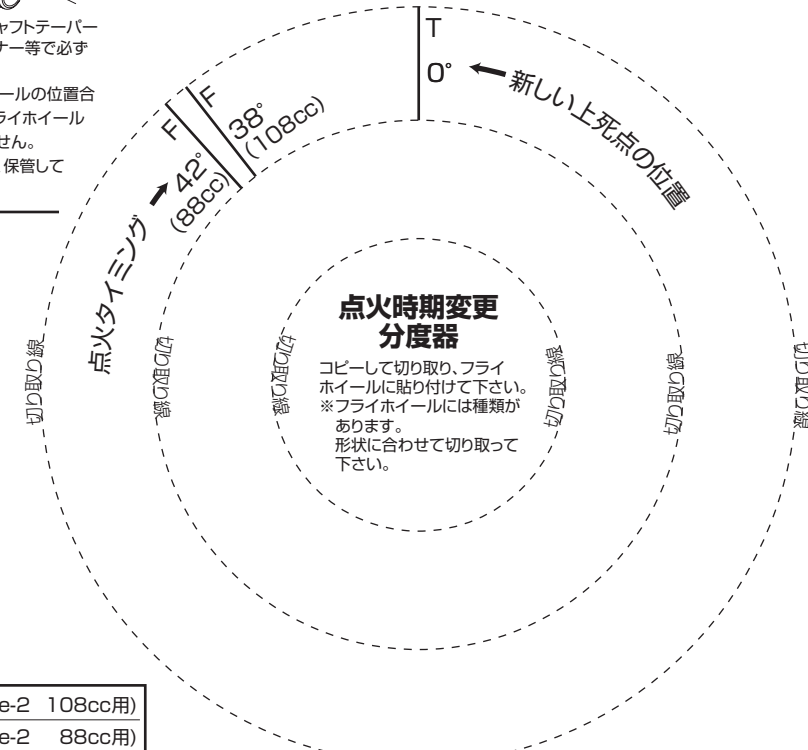 ャフトテーパー
ナー等で必ず
ールの位置合
ライホイール
せん。
保管して
T
0°
新しい上死点の位置
F
38°
(108cc)
F
42°
(88cc)
点火タイミング
切り取り線
切り取り線
切り取り線
切り取り線
切り取り線
切り取り線
点火時期変更
分度器
コピーして切り取り、フライ
ホイールに貼り付けて下さい。
※フライホイールには種類が
あります。
形状に合わせて切り取って
下さい。
e-2 108cc用)
e-2 88cc用)